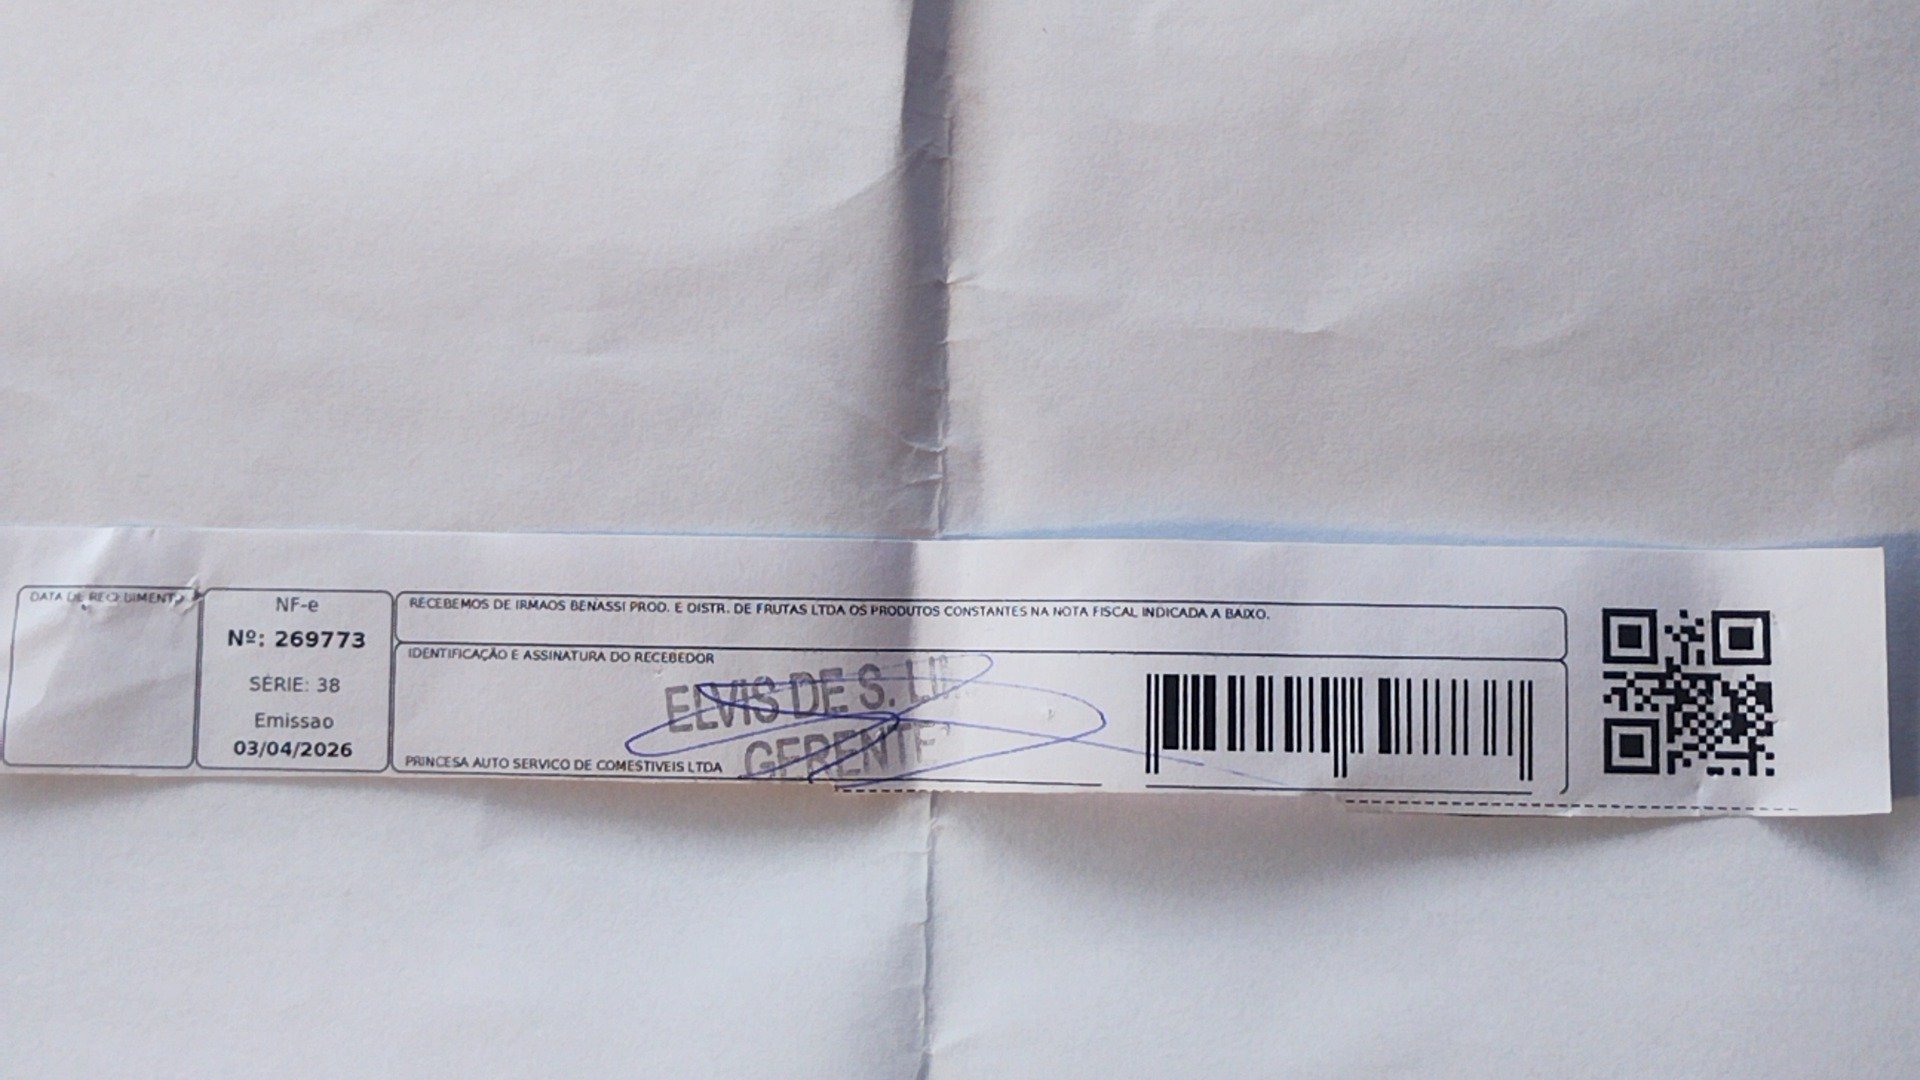 DATA DE RECEBIMENTO
NF-e
Nº: 269773
SÉRIE: 38
Emissao
03/04/2026
RECEBEMOS DE IRMAOS BENASSI PROD. E DISTR. DE FRUTAS LTDA OS PRODUTOS CONSTANTES NA NOTA FISCAL INDICADA A BAIXO.
IDENTIFICAÇÃO E ASSINATURA DO RECEBEDOR
ELVIS DE S.
GERENTE
PRINCESA AUTO SERVICO DE COMESTIVEIS LTDA